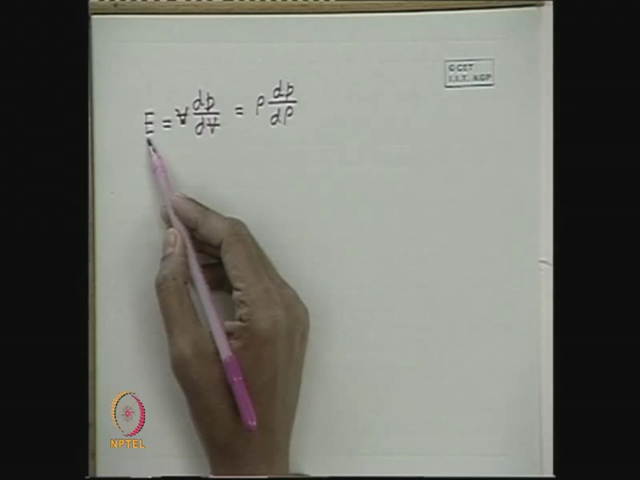 © CET
I.I.T. KGP
E = ∀ dp/d∀ = ρ dp/dρ
NPTEL